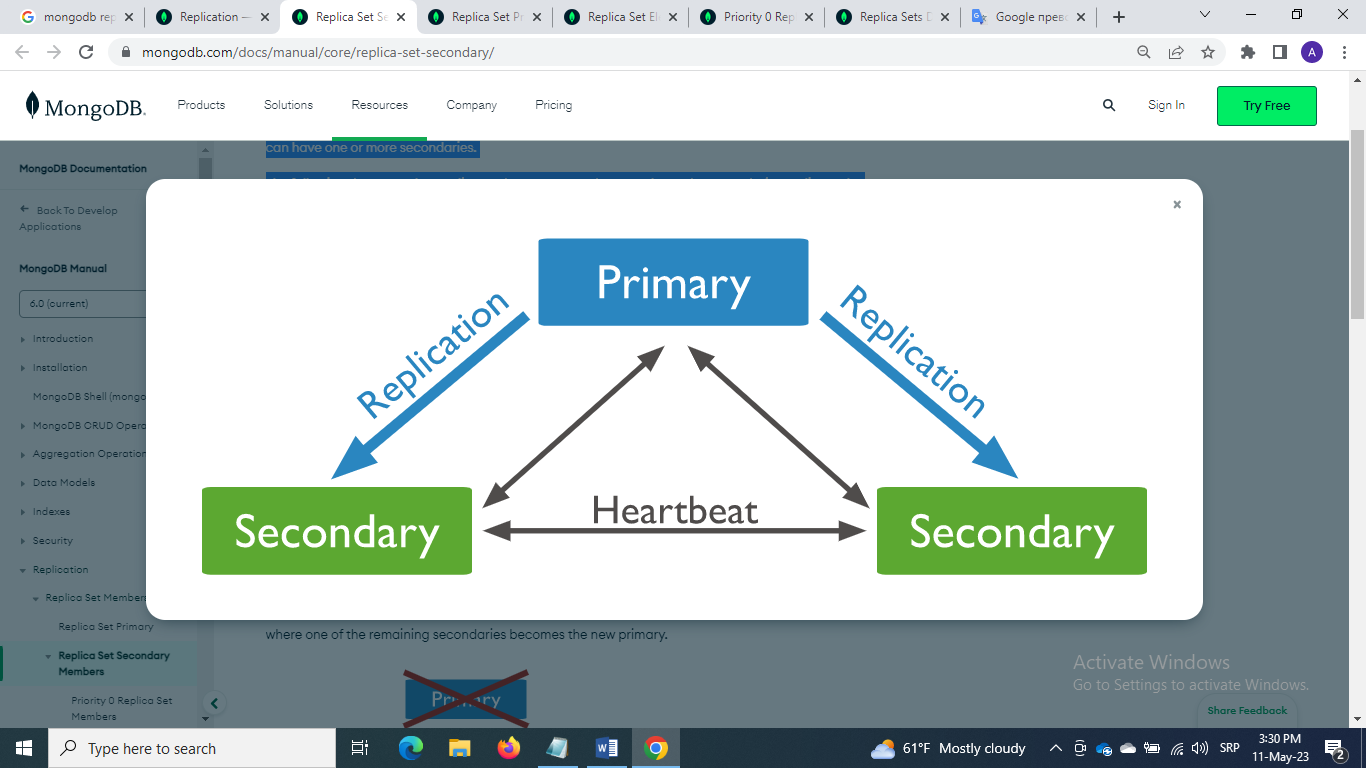 mongodb rep
Replication —
Replica Set Se
Replica Set Pr
Replica Set El
Priority 0 Rep
Replica Sets D
Google прев
mongodb.com/docs/manual/core/replica-set-secondary/
A
MongoDB.
Products
Solutions
Resources
Company
Pricing
Sign In
Try Free
can have one or more secondaries.
MongoDB Documentation
Back To Develop
Applications
MongoDB Manual
6.0 (current)
Introduction
Installation
MongoDB Shell (mongo
MongoDB CRUD Opera
Aggregation Operation
Data Models
Indexes
Security
Replication
Replica Set Member
Replica Set Primary
Replica Set Secondary
Members
Priority 0 Replica Set
Members
Primary
Replication
Replication
Heartbeat
Secondary
Secondary
where one of the remaining secondaries becomes the new primary.
Primary
Activate Windows
Go to Settings to activate Windows.
Share Feedback
Type here to search
61°F Mostly cloudy
SRP
3:30 PM
11-May-23
2